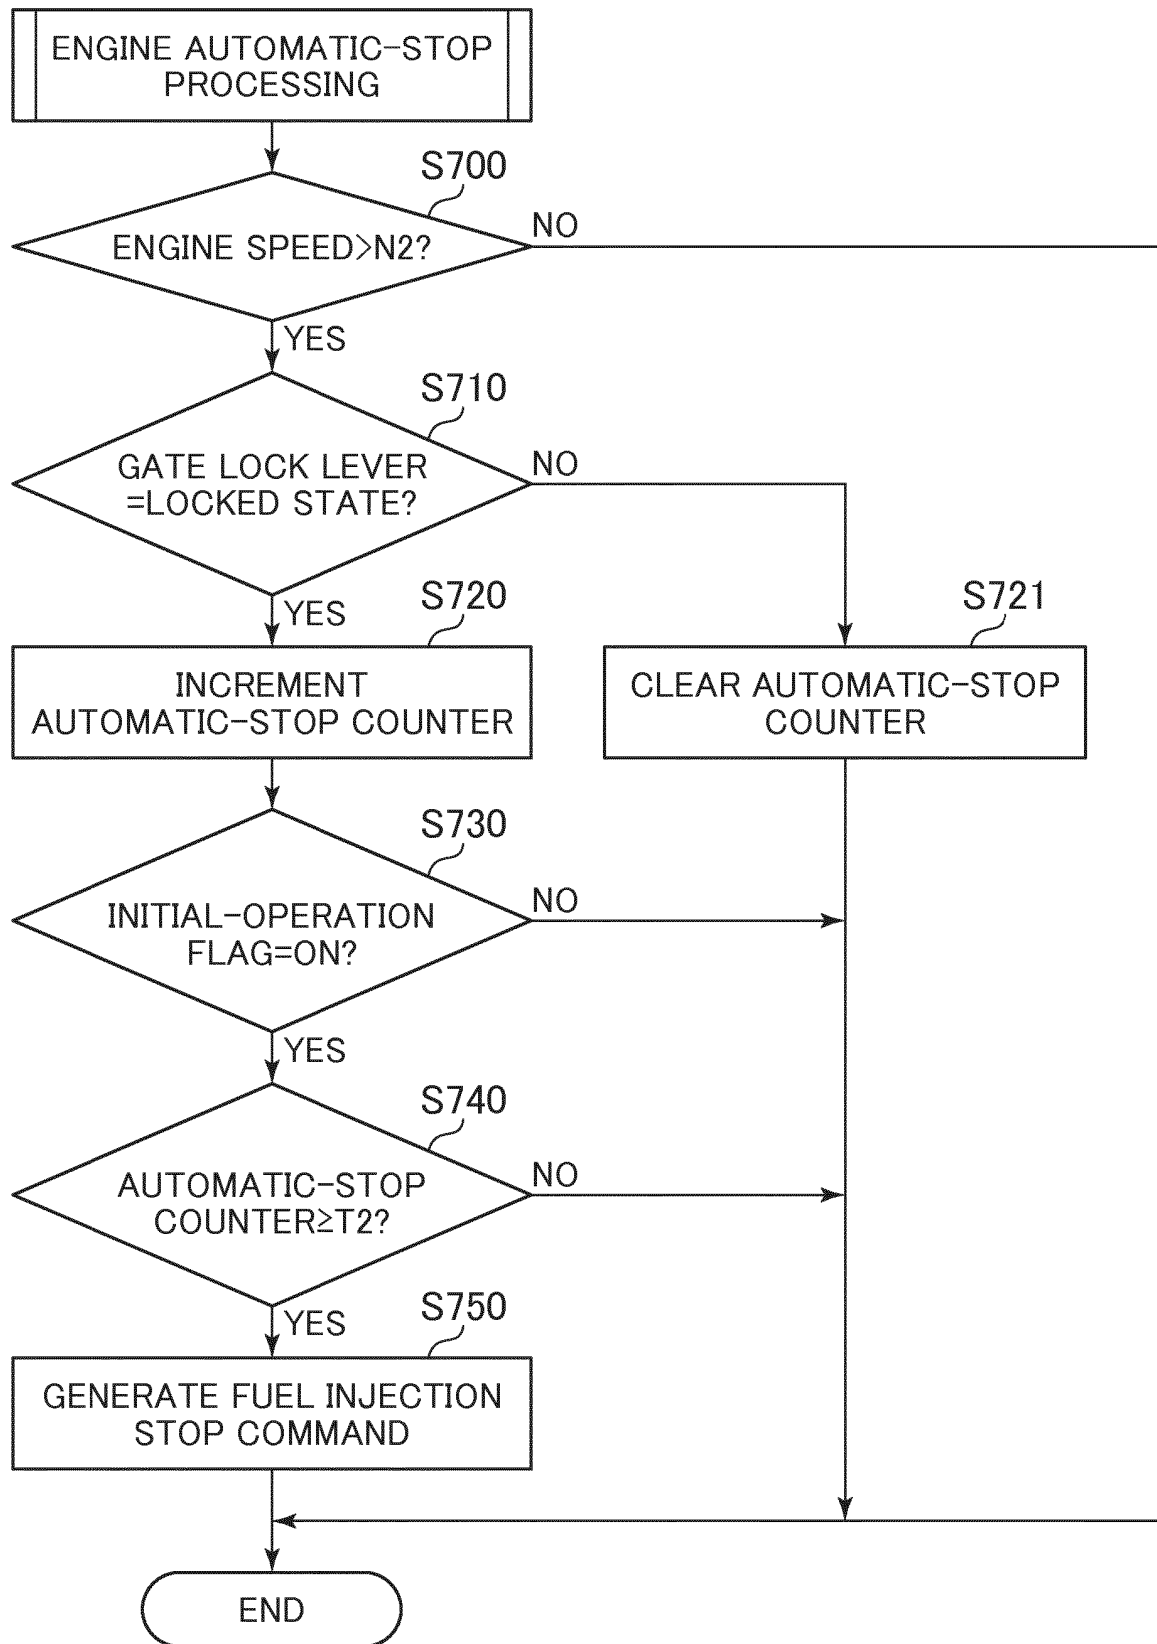 ENGINE AUTOMATIC-STOP
PROCESSING
S700
ENGINE SPEED>N2?
NO
YES
S710
GATE LOCK LEVER
=LOCKED STATE?
NO
YES
S720
INCREMENT
AUTOMATIC-STOP COUNTER
S721
CLEAR AUTOMATIC-STOP
COUNTER
S730
INITIAL-OPERATION
FLAG=ON?
NO
YES
S740
AUTOMATIC-STOP
COUNTER≧T2?
NO
YES
S750
GENERATE FUEL INJECTION
STOP COMMAND
END